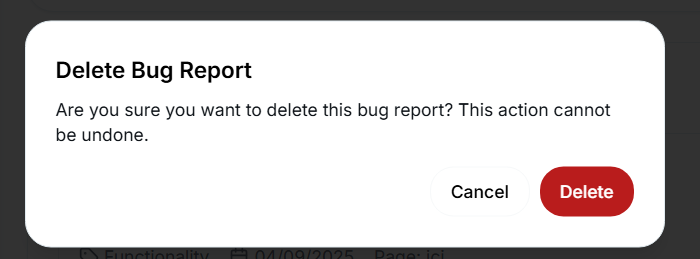 Delete Bug Report
Are you sure you want to delete this bug report? This action cannot
be undone.
Cancel
Delete
Functionality 04/09/2025 Page: ici